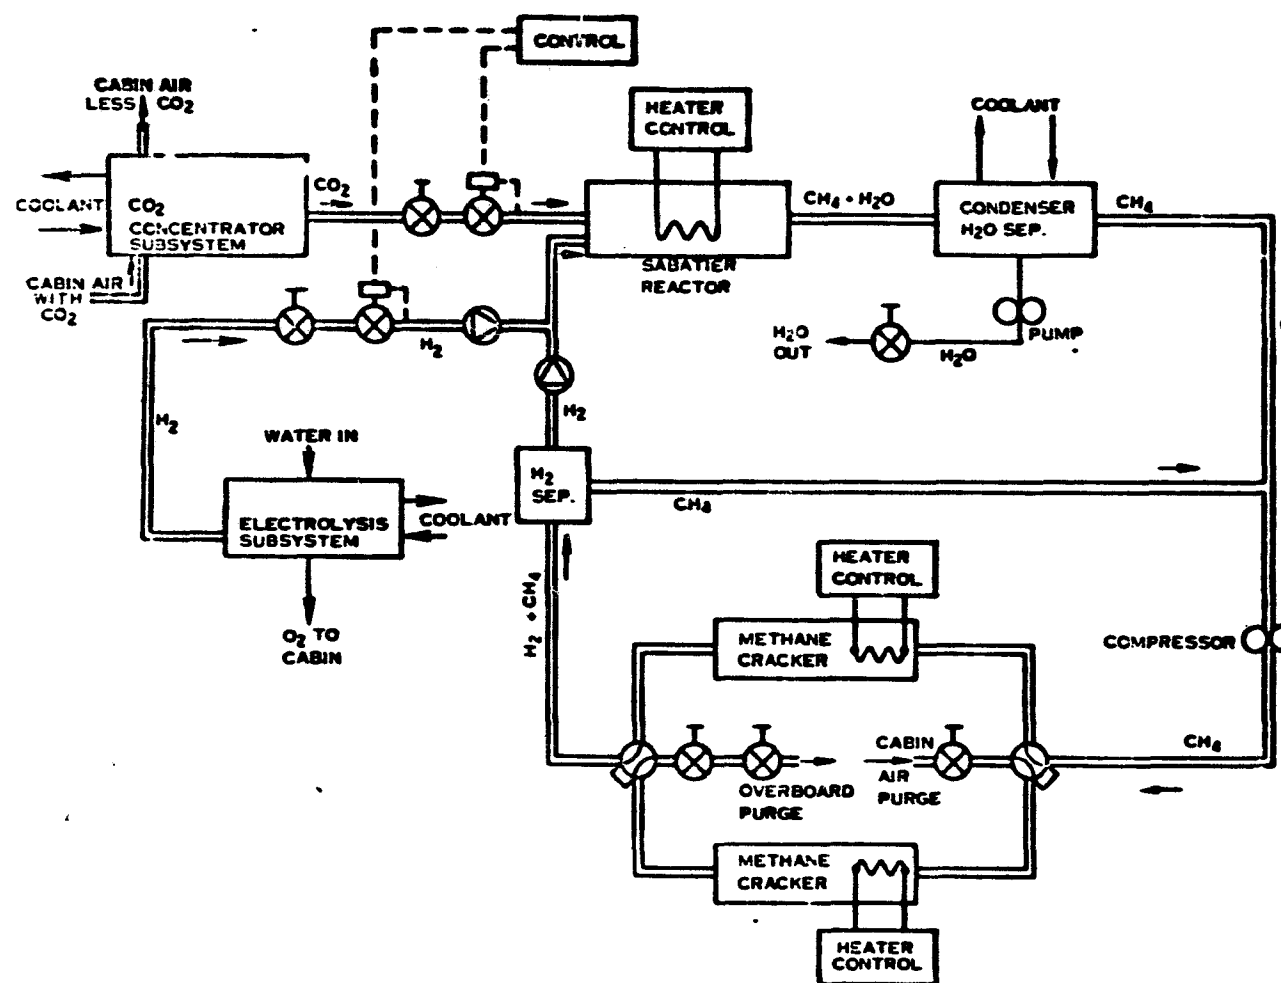 CONTROL
CABIN AIR
LESS CO2
HEATER
CONTROL
COOLANT
CO2
CH4 + H2O
CH4
COOLANT
CO2
CONCENTRATOR
SUBSYSTEM
CONDENSER
H2O SEP.
SABATIER
REACTOR
CABIN AIR
WITH
CO2
H2
H2O
OUT
H2O
PUMP
H2
H2
WATER IN
H2
SEP.
CH4
ELECTROLYSIS
SUBSYSTEM
COOLANT
H2 + CH4
O2 TO
CABIN
HEATER
CONTROL
METHANE
CRACKER
COMPRESSOR
CABIN
AIR
PURGE
CH4
OVERBOARD
PURGE
METHANE
CRACKER
HEATER
CONTROL